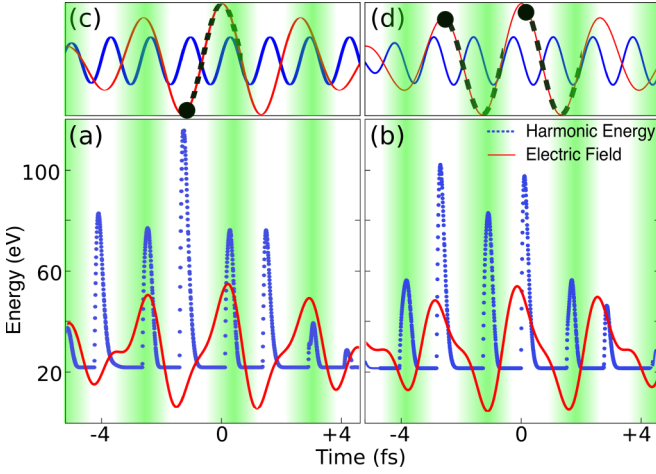 (c)
(d)
(a)
(b)
Harmonic Energy
Electric Field
Energy (eV)
100
60
20
-4
0
+4
-4
0
+4
Time (fs)